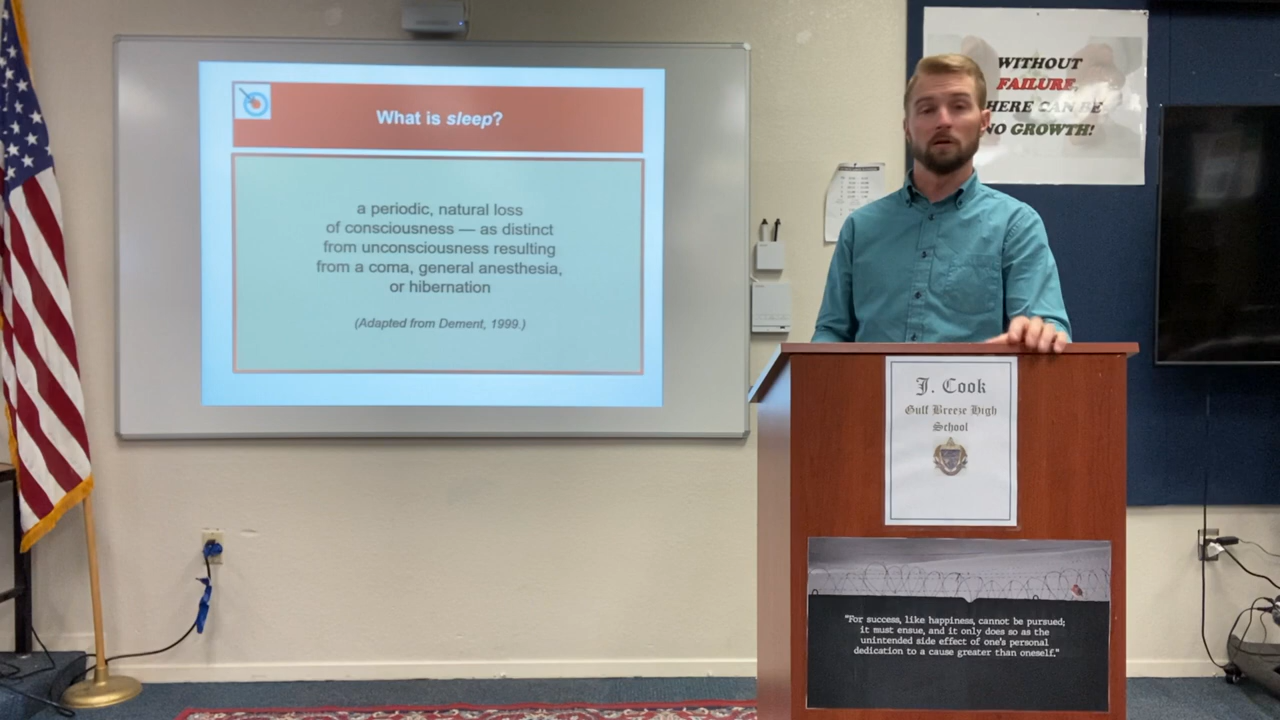 What is sleep?
a periodic, natural loss
of consciousness — as distinct
from unconsciousness resulting
from a coma, general anesthesia,
or hibernation
(Adapted from Dement, 1999.)
WITHOUT
FAILURE,
HERE CAN BE
NO GROWTH!
J. Cook
Gulf Breeze High
School
"For success, like happiness, cannot be pursued;
it must ensue, and it only does so as the
unintended side effect of one's personal
dedication to a cause greater than oneself."